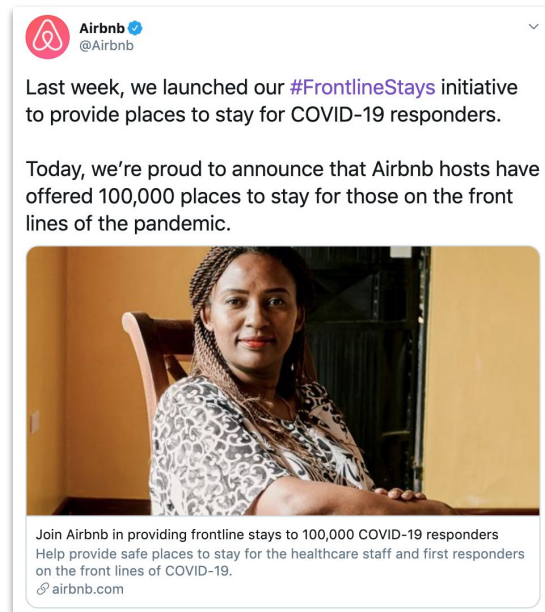 Airbnb
@Airbnb
Last week, we launched our #FrontlineStays initiative
to provide places to stay for COVID-19 responders.
Today, we’re proud to announce that Airbnb hosts have
offered 100,000 places to stay for those on the front
lines of the pandemic.
Join Airbnb in providing frontline stays to 100,000 COVID-19 responders
Help provide safe places to stay for the healthcare staff and first responders
on the front lines of COVID-19.
airbnb.com